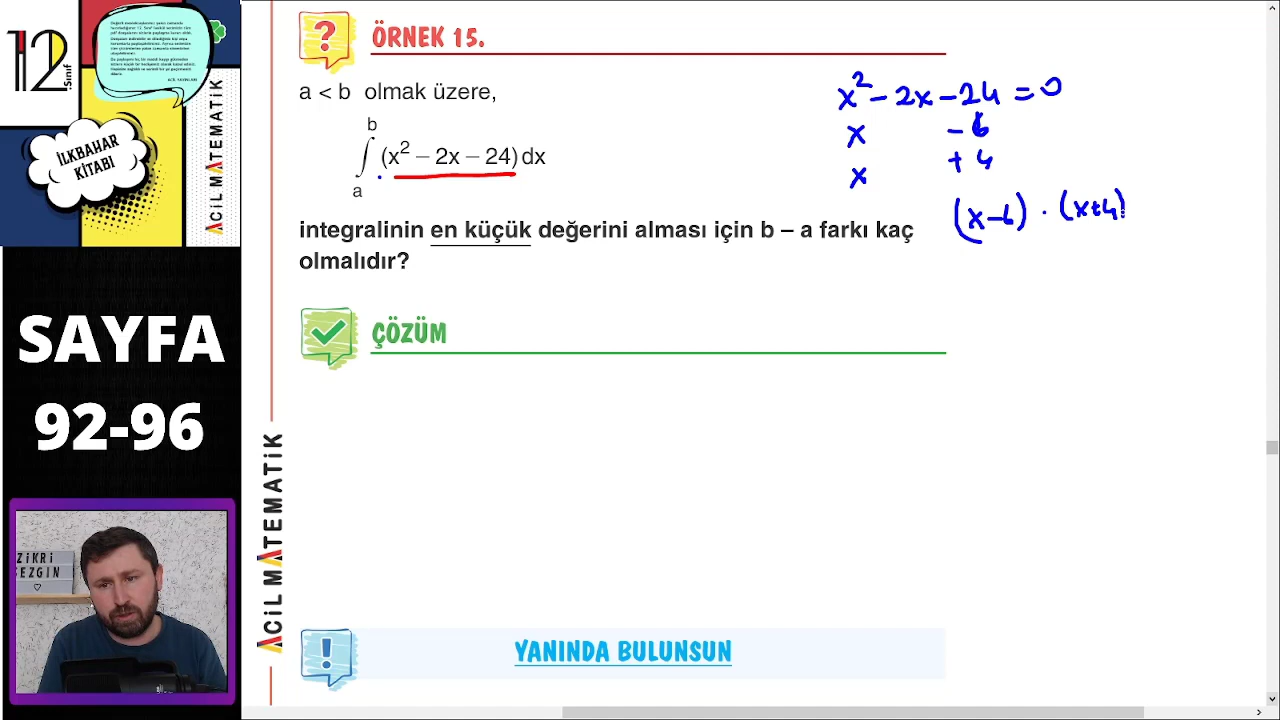 12
.Sınıf
İLKBAHAR
KİTABI
ACİL MATEMATİK
SAYFA
92-96
ZİKRİ
SEZGİN
ACİL MATEMATİK
?
ÖRNEK 15.
a < b olmak üzere,
b
∫ (x² – 2x – 24) dx
a
integralinin en küçük değerini alması için b – a farkı kaç
olmalıdır?
x² – 2x – 24 = 0
x – 6
x + 4
(x–6) · (x+4)
ÇÖZÜM
!
YANINDA BULUNSUN